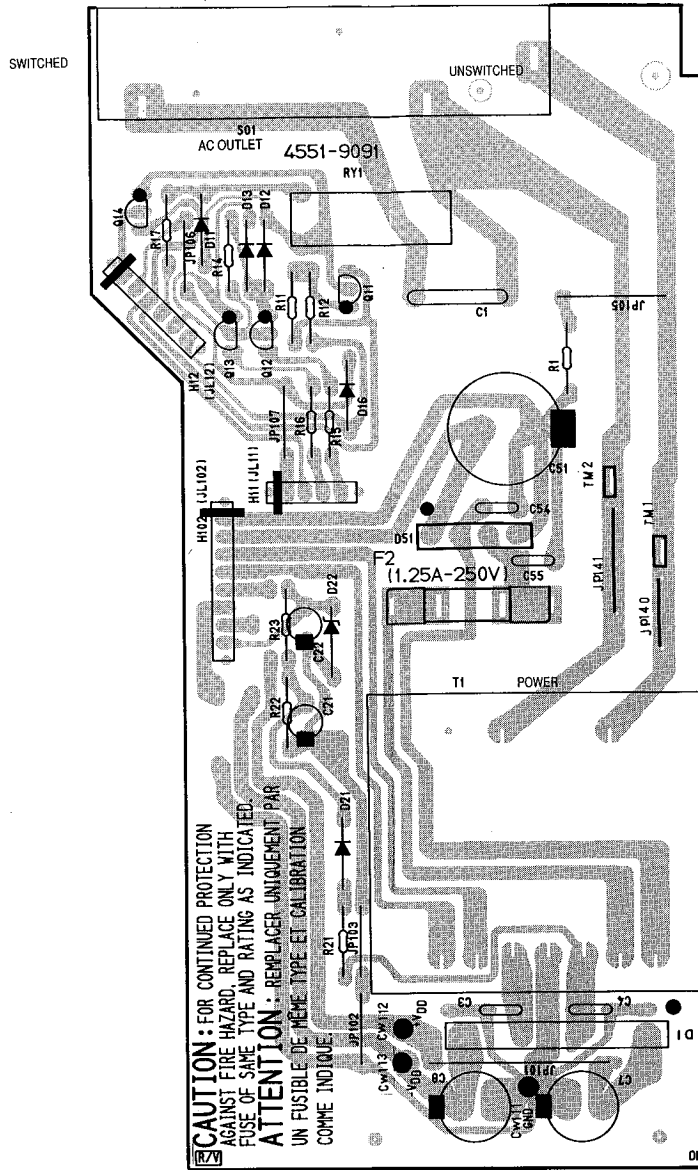 SWITCHED
UNSWITCHED
S01
AC OUTLET
4551-9091
RY1
Q14
R17
JP106
D11
R14
D13
D12
R11
R12
Q11
C1
JP105
H12
(JL12)
Q13
Q12
R1
JP107
R16
R15
D16
C51
TM2
H102(JL102)
H11(JL11)
D51
C54
TM1
F2
(1.25A-250V)
C55
JP141
JP140
R23
C22
D22
T1
POWER
R22
C21
D21
R21
JP103
JP102
CW112
+VDD
CW113
-VDD
C3
C4
D1
C8
JP101
C7
CW111
GND
CAUTION: FOR CONTINUED PROTECTION
AGAINST FIRE HAZARD, REPLACE ONLY WITH
FUSE OF SAME TYPE AND RATING AS INDICATED.
ATTENTION: REMPLACER UNIQUEMENT PAR
UN FUSIBLE DE MÊME TYPE ET CALIBRATION
COMME INDIQUE.
R/V